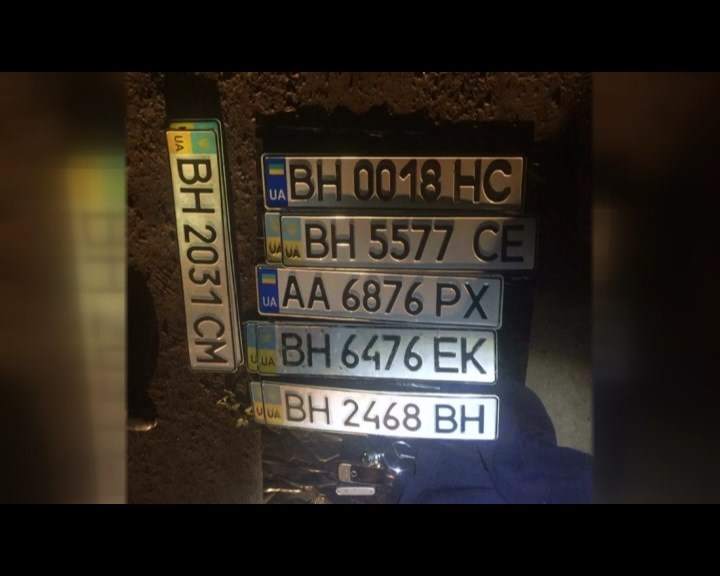 UA
BH 2031 CM
UA BH 0018 HC
UA UA BH 5577 CE
UA AA 6876 PX
UA BH 6476 EK
UA BH 2468 BH